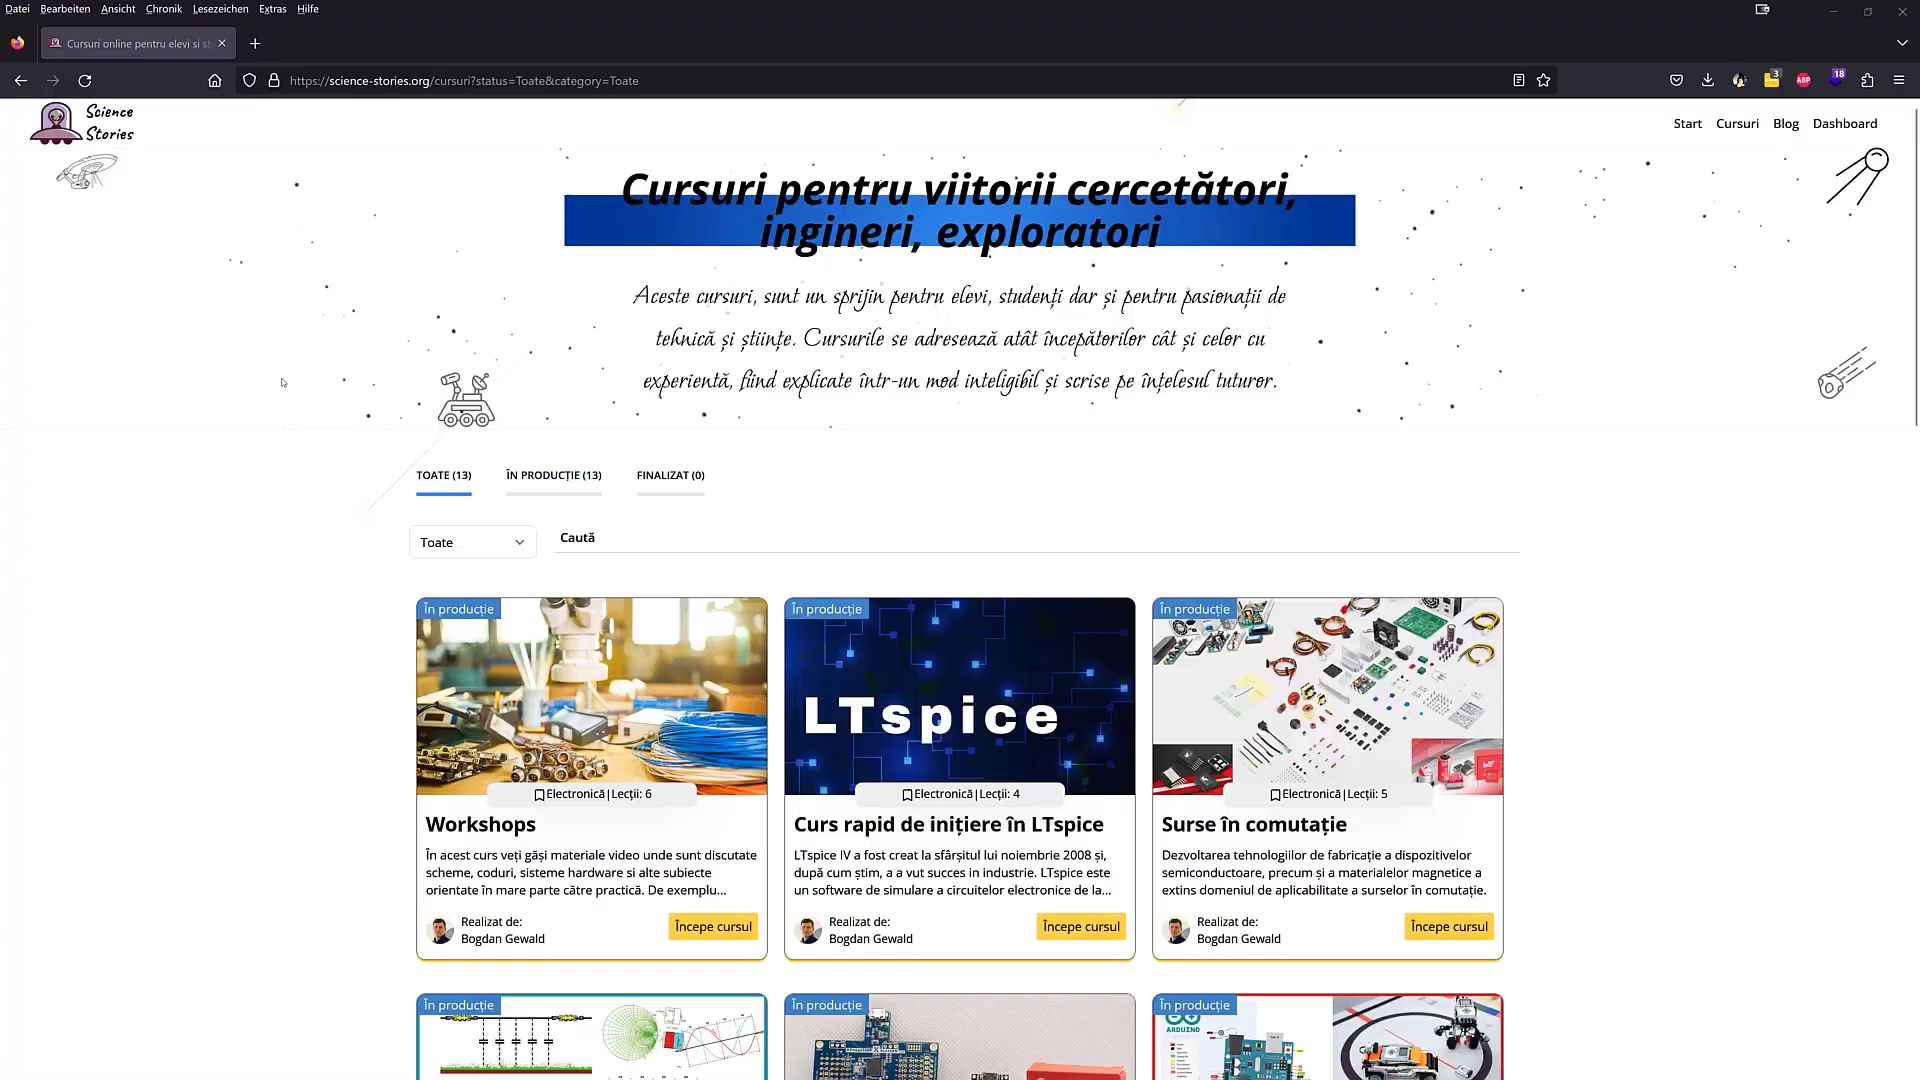 Datei Bearbeiten Ansicht Chronik Lesezeichen Extras Hilfe
Cursuri online pentru elevi si st
https://science-stories.org/cursuri?status=Toate&category=Toate
3
ABP
18
Science
Stories
Start Cursuri Blog Dashboard
Cursuri pentru viitorii cercetători,
ingineri, exploratori
Aceste cursuri, sunt un sprijin pentru elevi, studenți dar și pentru pasionații de
tehnică și științe. Cursurile se adresează atât începătorilor cât și celor cu
experiență, fiind explicate într-un mod inteligibil și scrise pe înțelesul tuturor.
TOATE (13) ÎN PRODUCȚIE (13) FINALIZAT (0)
Toate
Caută
În producție
Electronică|Lecții: 6
Workshops
În acest curs veți găși materiale video unde sunt discutate
scheme, coduri, sisteme hardware si alte subiecte
orientate în mare parte către practică. De exemplu...
Realizat de:
Bogdan Gewald
Începe cursul
În producție
LTspice
Electronică|Lecții: 4
Curs rapid de inițiere în LTspice
LTspice IV a fost creat la sfârșitul lui noiembrie 2008 și,
după cum știm, a a vut succes in industrie. LTspice este
un software de simulare a circuitelor electronice de la...
Realizat de:
Bogdan Gewald
Începe cursul
În producție
Electronică|Lecții: 5
Surse în comutație
Dezvoltarea tehnologiilor de fabricație a dispozitivelor
semiconductoare, precum și a materialelor magnetice a
extins domeniul de aplicabilitate a surselor în comutație.
Realizat de:
Bogdan Gewald
Începe cursul
În producție
În producție
În producție
ARDUINO